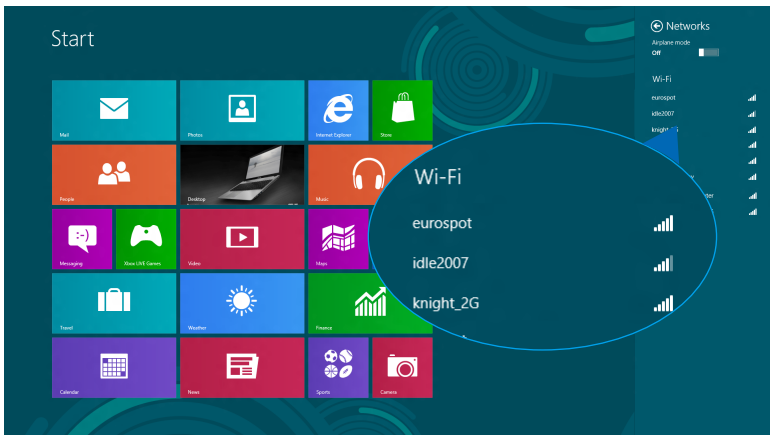 Start
Mail
Photos
Internet Explorer
Store
People
Desktop
Music
Messaging
Xbox LIVE Games
Video
Maps
Travel
Weather
Finance
Calendar
News
Sports
Camera
Networks
Airplane mode
Off
Wi-Fi
eurospot
idle2007
Wi-Fi
eurospot
idle2007
knight_2G